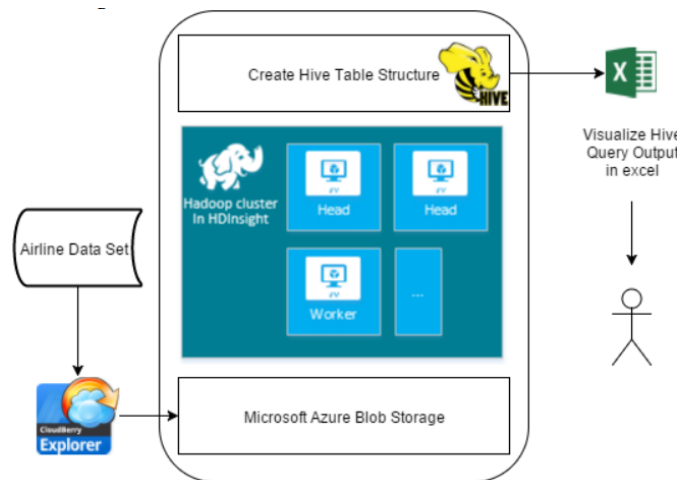 Create Hive Table Structure
HIVE
Visualize Hive
Query Output
in excel
Hadoop cluster
In HDInsight
Head
Head
Airline Data Set
Worker
...
CloudBerry
Explorer
Microsoft Azure Blob Storage
X